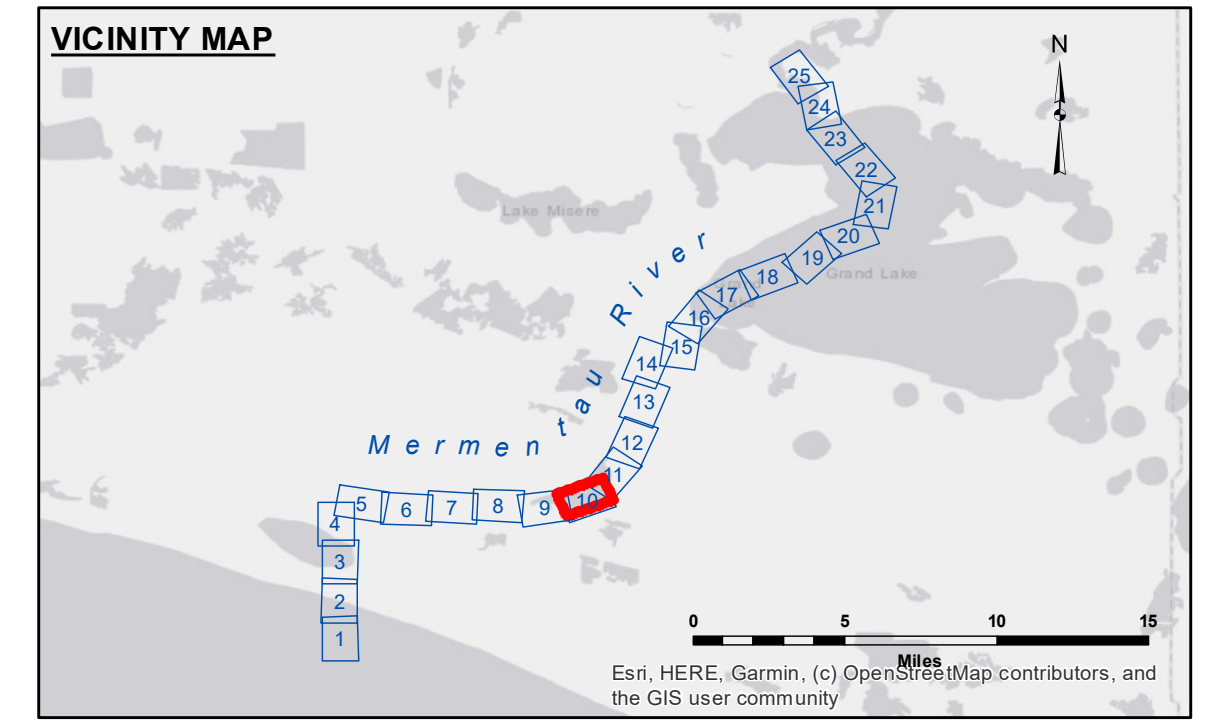 VICINITY MAP
N
25
24
23
22
21
20
19
18
17
16
15
14
13
12
11
10
9
8
7
6
5
4
3
2
1
Lake Misere
Grand Lake
Grand
Mermentau River
0 5 10 15
Miles
Esri, HERE, Garmin, (c) OpenStreetMap contributors, and
the GIS user community